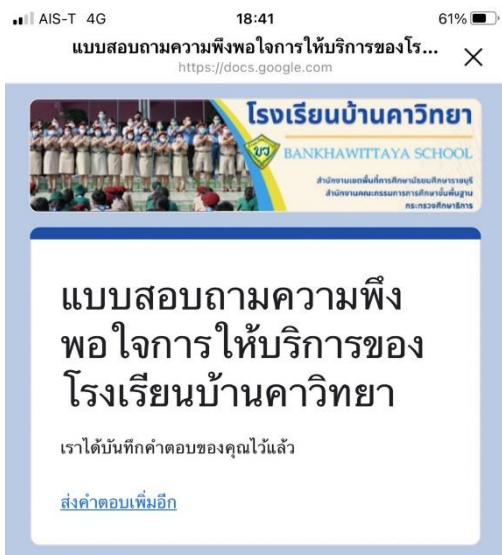 AIS-T 4G 18:41 61%
แบบสอบถามความพึงพอใจการให้บริการของโร...
https://docs.google.com
โรงเรียนบ้านคาวิทยา
บว
BANKHAWITTAYA SCHOOL
สำนักงานเขตพื้นที่การศึกษามัธยมศึกษาราชบุรี
สำนักงานคณะกรรมการการศึกษาขั้นพื้นฐาน
กระทรวงศึกษาธิการ
แบบสอบถามความพึง
พอใจการให้บริการของ
โรงเรียนบ้านคาวิทยา
เราได้บันทึกคำตอบของคุณไว้แล้ว
ส่งคำตอบเพิ่มอีก